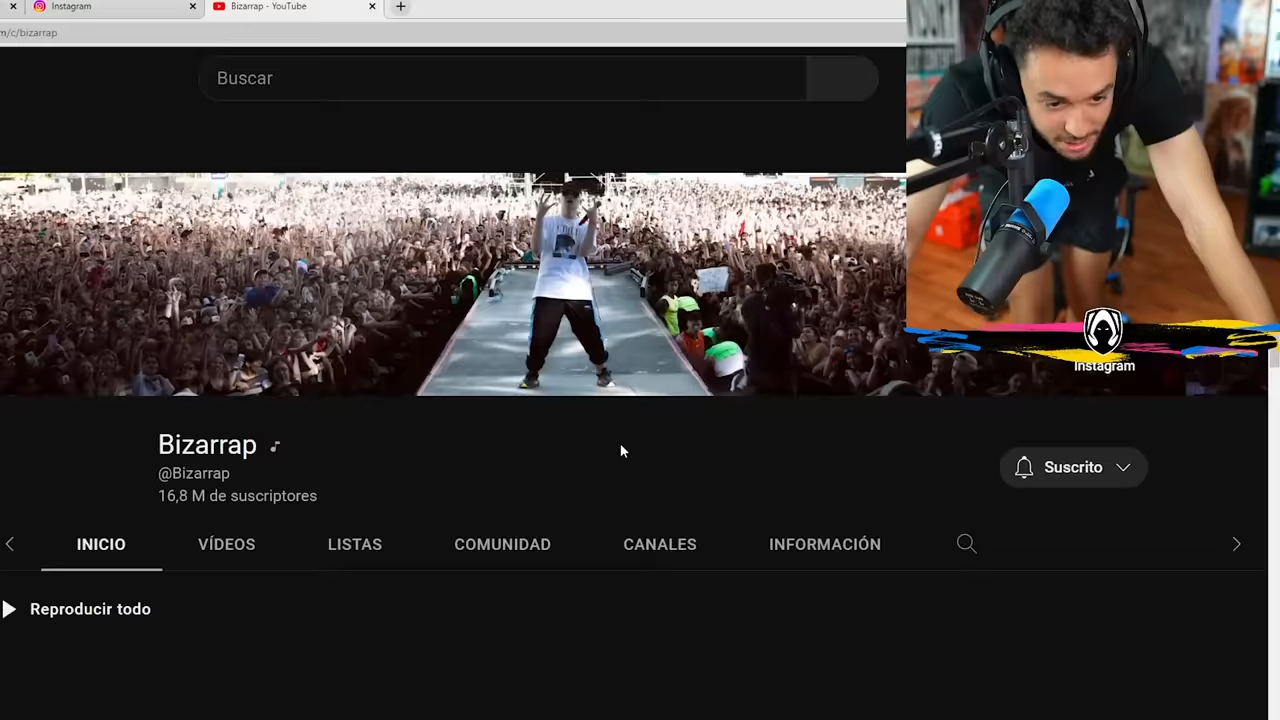 Instagram
Bizarrap - YouTube
m/c/bizarrap
Buscar
Instagram
Bizarrap
@Bizarrap
16,8 M de suscriptores
Suscrito
INICIO
VÍDEOS
LISTAS
COMUNIDAD
CANALES
INFORMACIÓN
Reproducir todo